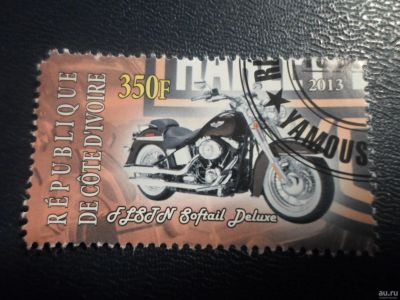 RÉPUBLIQUE
DE CÔTE D'IVOIRE
350F
2013
YAMOUS
FLSTN Softail Deluxe
au.ru